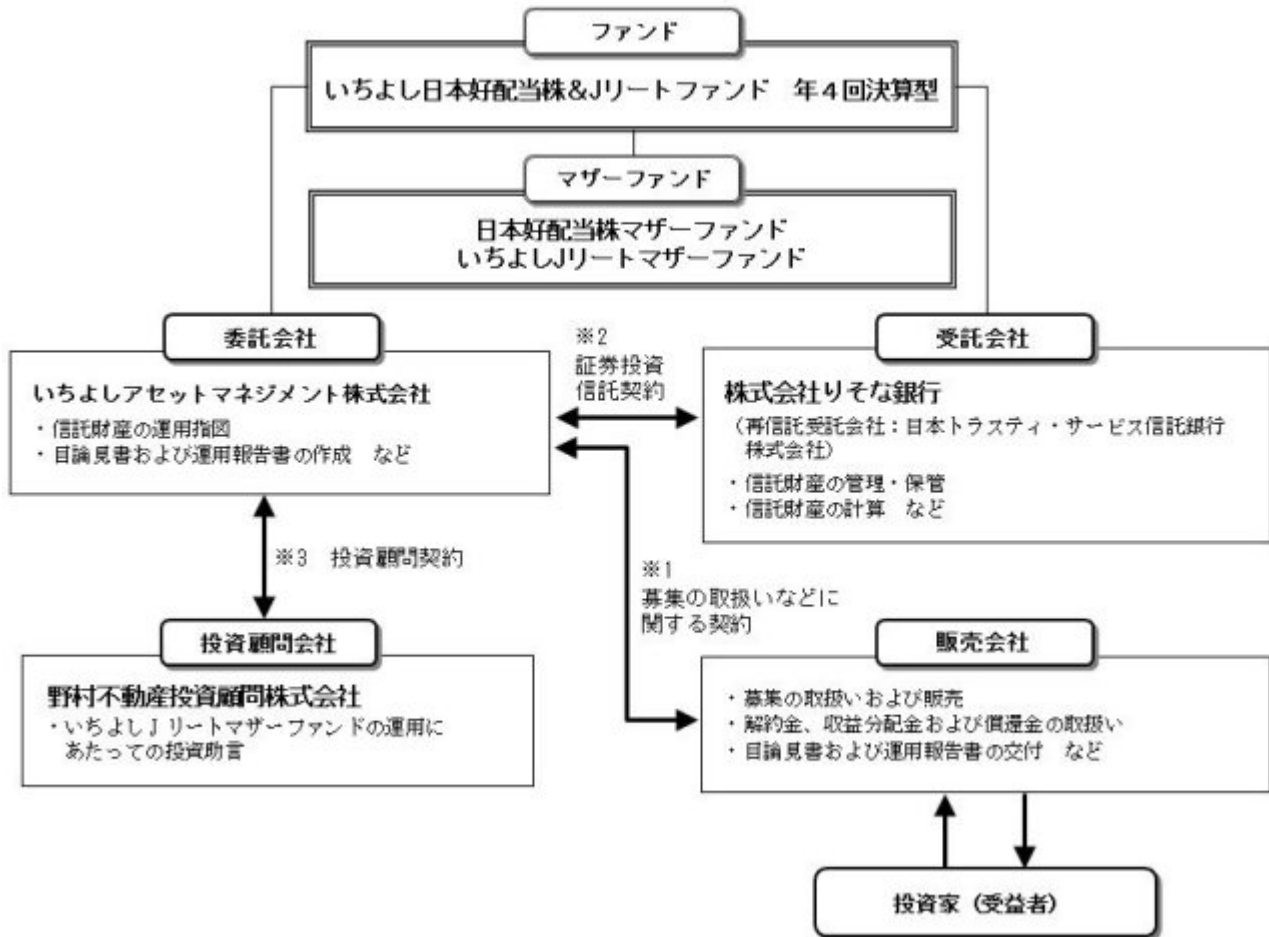 ファンド
いちよし日本好配当株&Jリートファンド 年4回決算型
マザーファンド
日本好配当株マザーファンド
いちよしJリートマザーファンド
委託会社
いちよしアセットマネジメント株式会社
・信託財産の運用指図
・目論見書および運用報告書の作成 など
※2
証券投資
信託契約
受託会社
株式会社りそな銀行
(再信託受託会社:日本トラスティ・サービス信託銀行
株式会社)
・信託財産の管理・保管
・信託財産の計算 など
※3 投資顧問契約
※1
募集の取扱いなどに
関する契約
投資顧問会社
野村不動産投資顧問株式会社
・いちよしJリートマザーファンドの運用に
あたっての投資助言
販売会社
・募集の取扱いおよび販売
・解約金、収益分配金および償還金の取扱い
・目論見書および運用報告書の交付 など
投資家(受益者)